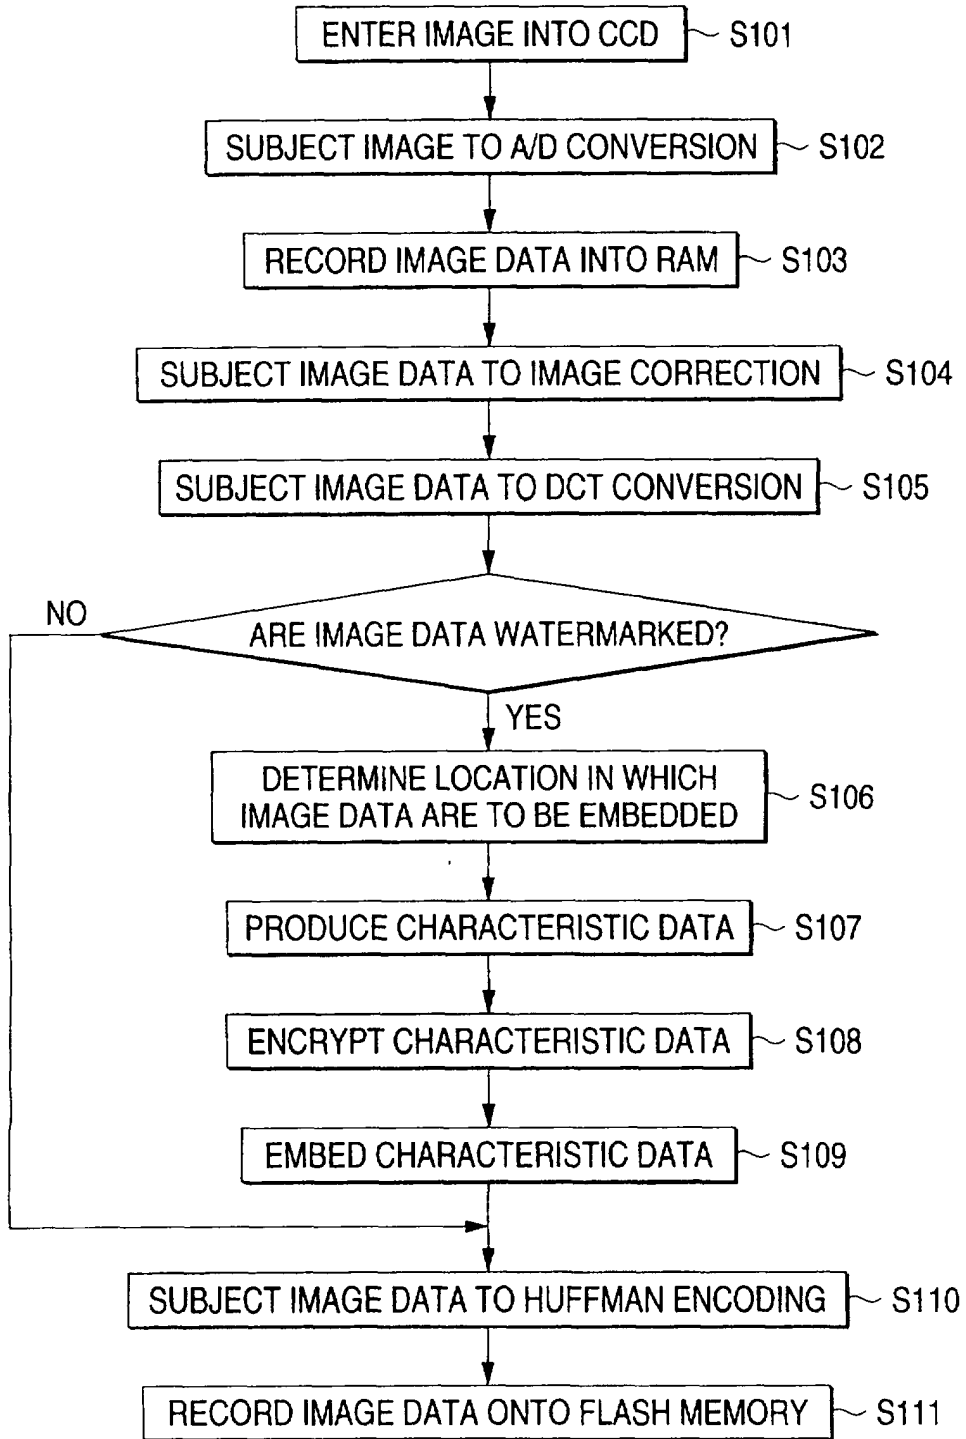 ENTER IMAGE INTO CCD S101
SUBJECT IMAGE TO A/D CONVERSION S102
RECORD IMAGE DATA INTO RAM S103
SUBJECT IMAGE DATA TO IMAGE CORRECTION S104
SUBJECT IMAGE DATA TO DCT CONVERSION S105
NO
ARE IMAGE DATA WATERMARKED?
YES
DETERMINE LOCATION IN WHICH
IMAGE DATA ARE TO BE EMBEDDED
S106
PRODUCE CHARACTERISTIC DATA S107
ENCRYPT CHARACTERISTIC DATA S108
EMBED CHARACTERISTIC DATA S109
SUBJECT IMAGE DATA TO HUFFMAN ENCODING S110
RECORD IMAGE DATA ONTO FLASH MEMORY S111